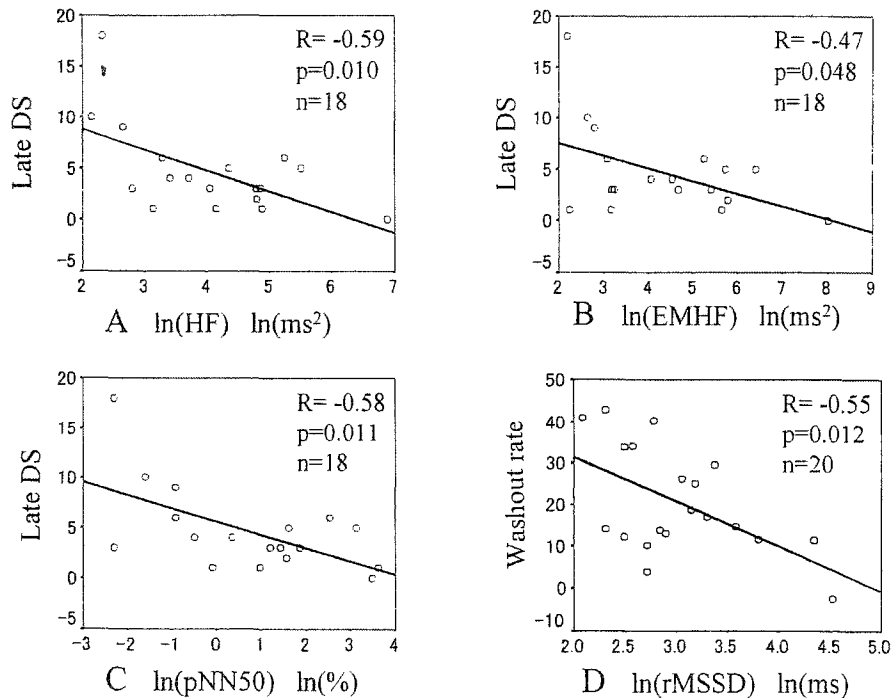 20
15
10
5
0
−5
Late DS
R= -0.59
p=0.010
n=18
2 3 4 5 6 7
A ln(HF) ln(ms²)
20
15
10
5
0
−5
Late DS
R= -0.47
p=0.048
n=18
2 3 4 5 6 7 8 9
B ln(EMHF) ln(ms²)
20
15
10
5
0
−5
Late DS
R= -0.58
p=0.011
n=18
−3 −2 −1 0 1 2 3 4
C ln(pNN50) ln(%)
50
40
30
20
10
0
−10
Washout rate
R= -0.55
p=0.012
n=20
2.0 2.5 3.0 3.5 4.0 4.5 5.0
D ln(rMSSD) ln(ms)